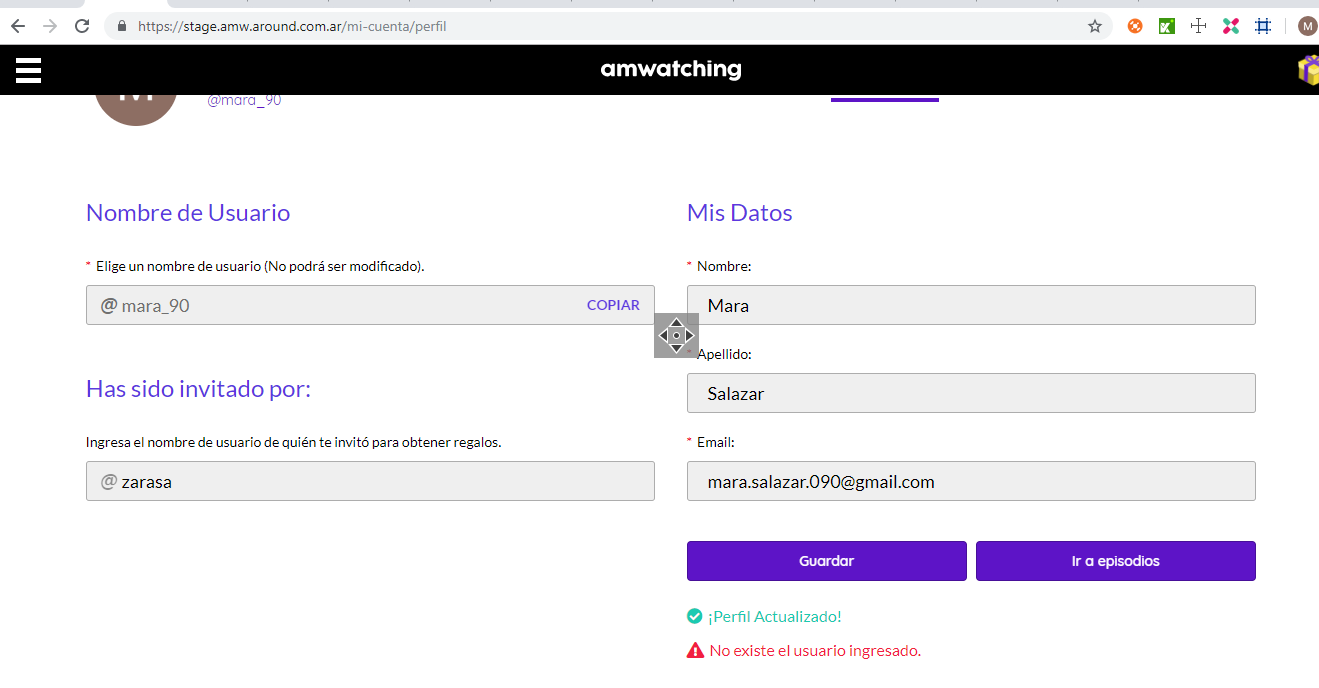 https://stage.amw.around.com.ar/mi-cuenta/perfil
M
amwatching
@mara_90
Nombre de Usuario
* Elige un nombre de usuario (No podrá ser modificado).
@ mara_90
COPIAR
Has sido invitado por:
Ingresa el nombre de usuario de quién te invitó para obtener regalos.
@ zarasa
Mis Datos
* Nombre:
Mara
* Apellido:
Salazar
* Email:
mara.salazar.090@gmail.com
Guardar
Ir a episodios
¡Perfil Actualizado!
No existe el usuario ingresado.